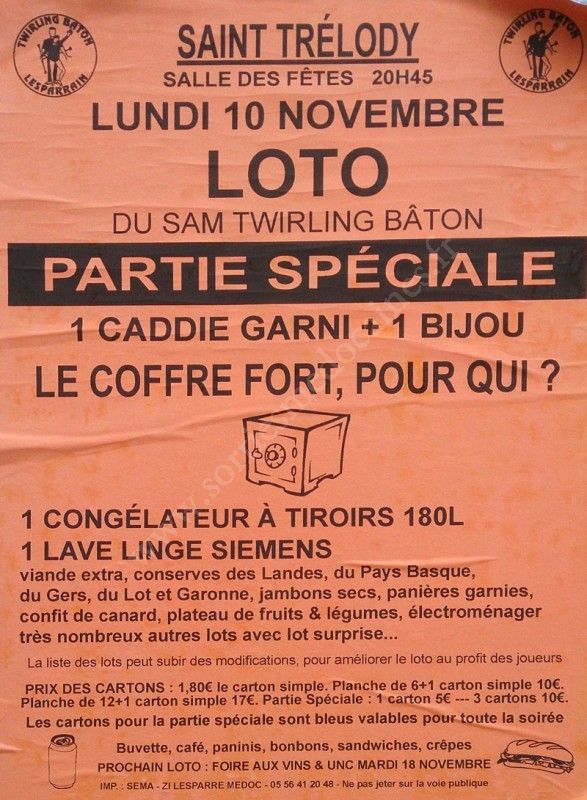 TWIRLING BÂTON
LESPARRAIN
TWIRLING BÂTON
LESPARRAIN
SAINT TRÉLODY
SALLE DES FÊTES 20H45
LUNDI 10 NOVEMBRE
LOTO
DU SAM TWIRLING BÂTON
PARTIE SPÉCIALE
1 CADDIE GARNI + 1 BIJOU
LE COFFRE FORT, POUR QUI ?
1 CONGÉLATEUR À TIROIRS 180L
1 LAVE LINGE SIEMENS
viande extra, conserves des Landes, du Pays Basque,
du Gers, du Lot et Garonne, jambons secs, panières garnies,
confit de canard, plateau de fruits & légumes, électroménager
très nombreux autres lots avec lot surprise...
La liste des lots peut subir des modifications, pour améliorer le loto au profit des joueurs
PRIX DES CARTONS : 1,80€ le carton simple. Planche de 6+1 carton simple 10€.
Planche de 12+1 carton simple 17€. Partie Spéciale : 1 carton 5€ --- 3 cartons 10€.
Les cartons pour la partie spéciale sont bleus valables pour toute la soirée
Buvette, café, paninis, bonbons, sandwiches, crêpes
PROCHAIN LOTO : FOIRE AUX VINS & UNC MARDI 18 NOVEMBRE
IMP. : SEMA - ZI LESPARRE MEDOC - 05 56 41 20 48 - Ne pas jeter sur la voie publique